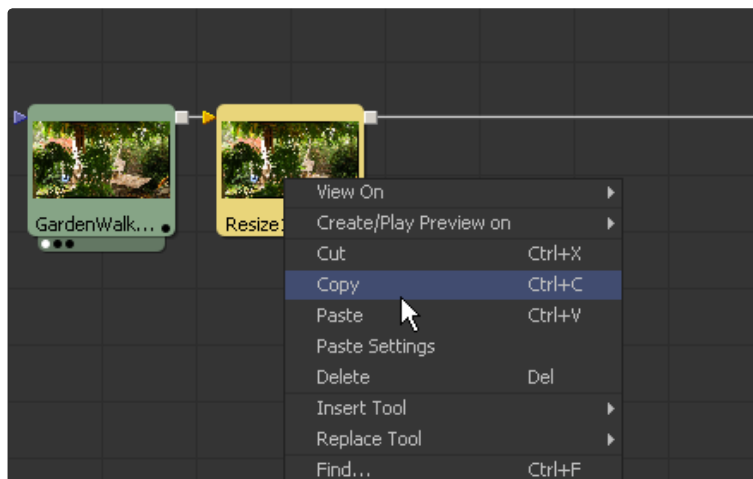 GardenWalk...
Resize1
View On
Create/Play Preview on
Cut Ctrl+X
Copy Ctrl+C
Paste Ctrl+V
Paste Settings
Delete Del
Insert Tool
Replace Tool
Find... Ctrl+F